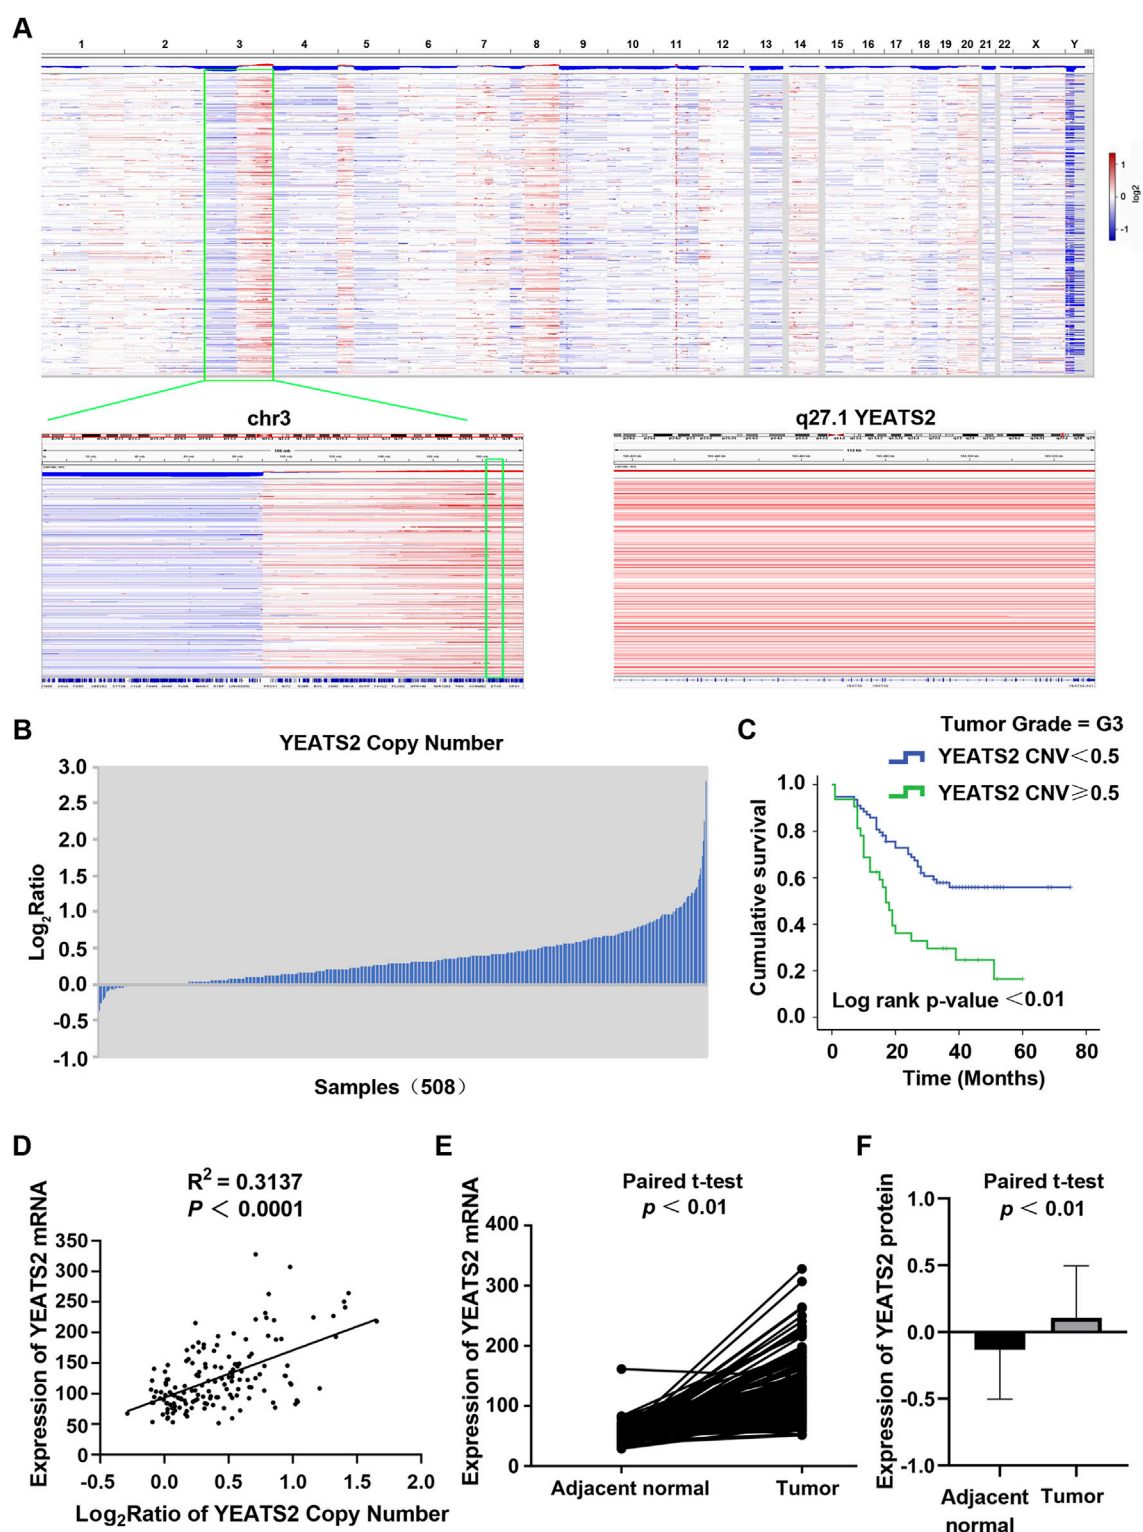 A
1 2 3 4 5 6 7 8 9 10 11 12 13 14 15 16 17 18 19 20 21 22 X Y
1
0
-1
log2
chr3
q27.1 YEATS2
B
YEATS2 Copy Number
3.0
2.5
2.0
1.5
1.0
0.5
0.0
-0.5
-1.0
Log2Ratio
Samples（508）
C
Tumor Grade = G3
YEATS2 CNV＜0.5
YEATS2 CNV≥0.5
1.0
0.8
0.6
0.4
0.2
0.0
Cumulative survival
Log rank p-value ＜0.01
0 20 40 60 80
Time (Months)
D
R2 = 0.3137
P ＜ 0.0001
Expression of YEATS2 mRNA
350
300
250
200
150
100
50
0
-0.5 0.0 0.5 1.0 1.5 2.0
Log2Ratio of YEATS2 Copy Number
E
Paired t-test
p ＜ 0.01
Expression of YEATS2 mRNA
400
300
200
100
0
Adjacent normal Tumor
F
Paired t-test
p ＜ 0.01
Expression of YEATS2 protein
1.0
0.5
0.0
-0.5
-1.0
Adjacent normal Tumor